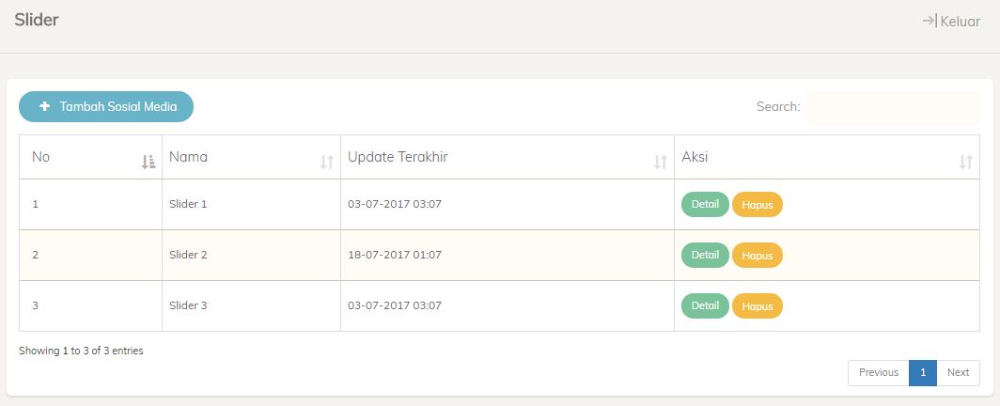 Slider
Keluar
Tambah Sosial Media
Search:
No Nama Update Terakhir Aksi
1 Slider 1 03-07-2017 03:07 Detail Hapus
2 Slider 2 18-07-2017 01:07 Detail Hapus
3 Slider 3 03-07-2017 03:07 Detail Hapus
Showing 1 to 3 of 3 entries
Previous 1 Next